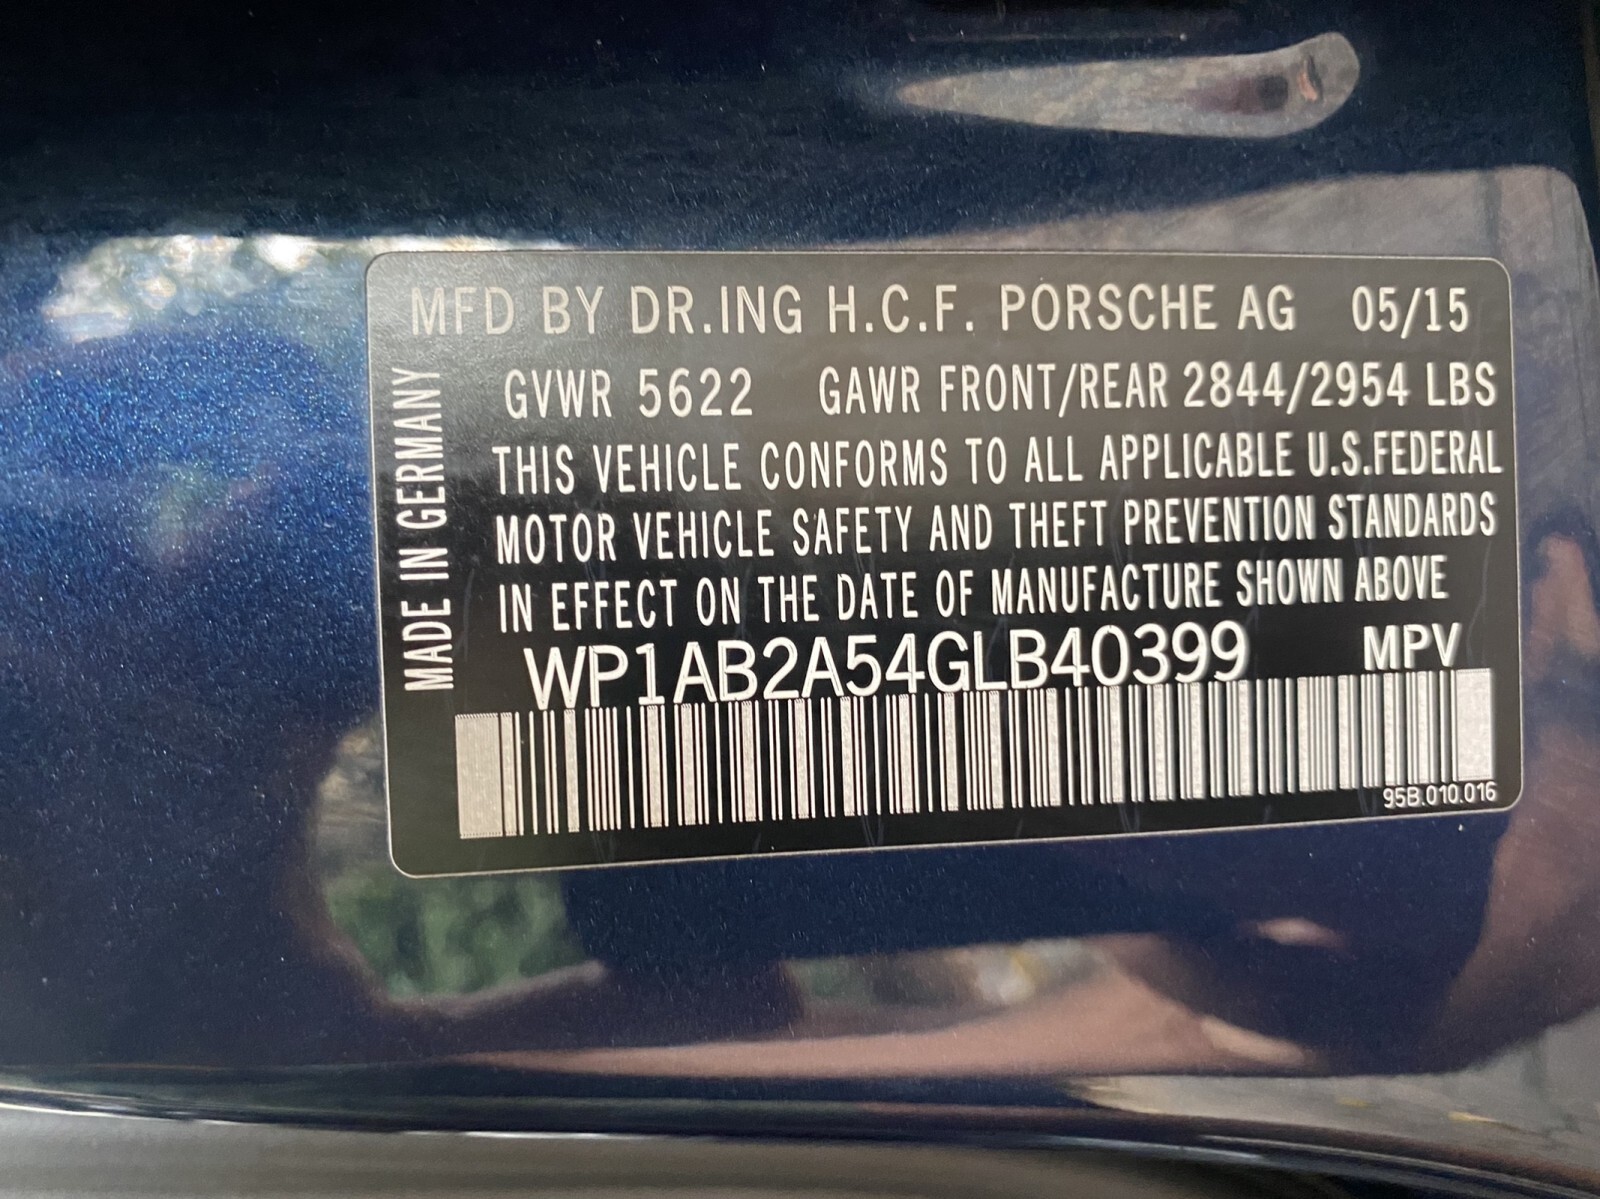 MFD BY DR.ING H.C.F. PORSCHE AG 05/15
GVWR 5622 GAWR FRONT/REAR 2844/2954 LBS
THIS VEHICLE CONFORMS TO ALL APPLICABLE U.S.FEDERAL
MOTOR VEHICLE SAFETY AND THEFT PREVENTION STANDARDS
IN EFFECT ON THE DATE OF MANUFACTURE SHOWN ABOVE
WP1AB2A54GLB40399 MPV
95B.010.016
MADE IN GERMANY